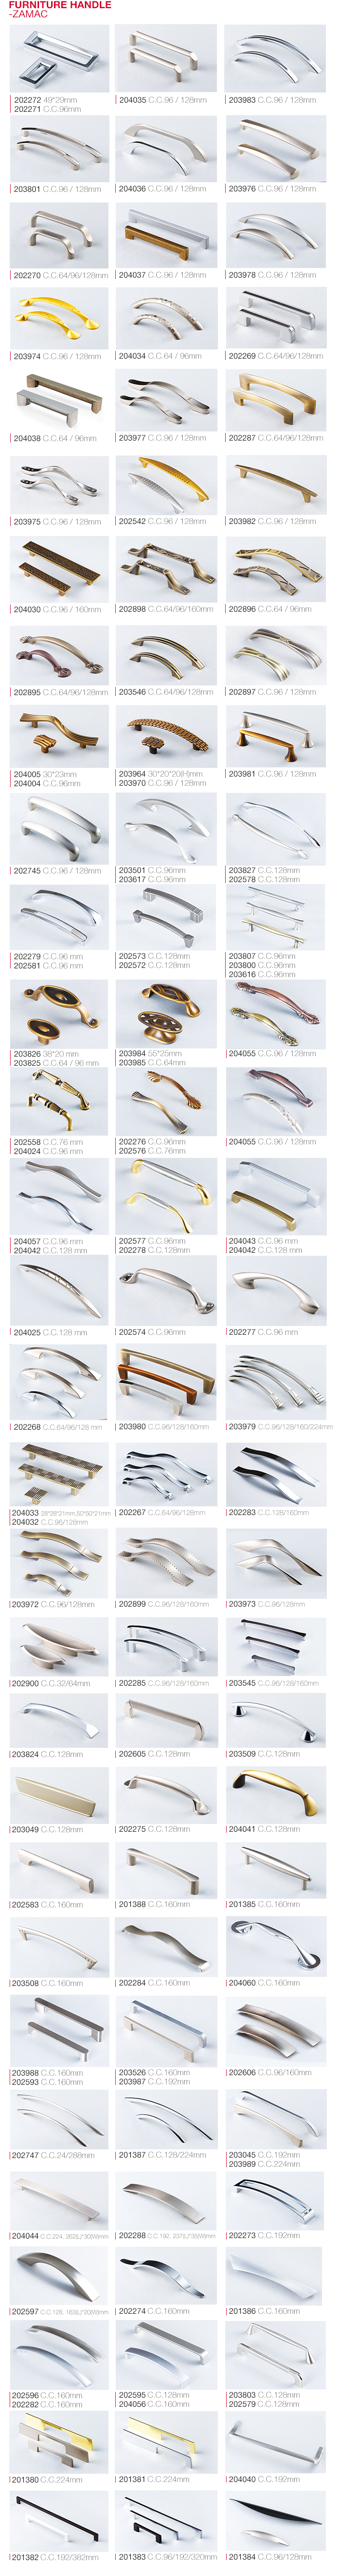 FURNITURE HANDLE
-ZAMAC
202272 49*29mm
202271 C.C.96mm
204035 C.C.96 / 128mm
203983 C.C.96 / 128mm
203801 C.C.96 / 128mm
204036 C.C.96 / 128mm
203976 C.C.96 / 128mm
202270 C.C.64/96/128mm
204037 C.C.96 / 128mm
203978 C.C.96 / 128mm
203974 C.C.96 / 128mm
204034 C.C.64 / 96mm
202269 C.C.64/96/128mm
204038 C.C.64 / 96mm
203977 C.C.96 / 128mm
202287 C.C.64/96/128mm
203975 C.C.96 / 128mm
202542 C.C.96 / 128mm
203982 C.C.96 / 128mm
204030 C.C.96 / 160mm
202898 C.C.64/96/160mm
202896 C.C.64 / 96mm
202895 C.C.64/96/128mm
203546 C.C.64/96/128mm
202897 C.C.96 / 128mm
204005 30*23mm
204004 C.C.96mm
203964 30*20*20(H)mm
203970 C.C.96 / 128mm
203981 C.C.96 / 128mm
202745 C.C.96 / 128mm
203501 C.C.96mm
203617 C.C.96mm
203827 C.C.128mm
202578 C.C.128mm
202279 C.C.96 mm
202581 C.C.96 mm
202573 C.C.128mm
202572 C.C.128mm
203807 C.C.96mm
203800 C.C.96mm
203616 C.C.96mm
203826 38*20 mm
203825 C.C.64 / 96 mm
203984 55*25mm
203985 C.C.64mm
204055 C.C.96 / 128mm
202558 C.C.76 mm
204024 C.C.96 mm
202276 C.C.96mm
202576 C.C.76mm
204055 C.C.96 / 128mm
204057 C.C.96 mm
204042 C.C.128 mm
202577 C.C.96mm
202278 C.C.128mm
204043 C.C.96 mm
204042 C.C.128 mm
204025 C.C.128 mm
202574 C.C.96mm
202277 C.C.96 mm
202268 C.C.64/96/128 mm
203980 C.C.96/128/160mm
203979 C.C.96/128/160/224mm
204033 28*28*21mm,50*50*21mm
204032 C.C.96/128mm
202267 C.C.64/96/128mm
202283 C.C.128/160mm
203972 C.C.96/128mm
202899 C.C.96/128/160mm
203973 C.C.96/128mm
202900 C.C.32/64mm
202285 C.C.96/128/160mm
203545 C.C.96/128/160mm
203824 C.C.128mm
202605 C.C.128mm
203509 C.C.128mm
203049 C.C.128mm
202275 C.C.128mm
204041 C.C.128mm
202583 C.C.160mm
201388 C.C.160mm
201385 C.C.160mm
203508 C.C.160mm
202284 C.C.160mm
204060 C.C.160mm
203988 C.C.160mm
202593 C.C.160mm
203526 C.C.160mm
203987 C.C.192mm
202606 C.C.96/160mm
202747 C.C.24/288mm
201387 C.C.128/224mm
203045 C.C.192mm
203989 C.C.224mm
204044 C.C.224, 262(L)*30(W)mm
202288 C.C.192, 237(L)*35(W)mm
202273 C.C.192mm
202597 C.C.128, 163(L)*20(W)mm
202274 C.C.160mm
201386 C.C.160mm
202596 C.C.160mm
202282 C.C.160mm
202595 C.C.128mm
204056 C.C.160mm
203803 C.C.128mm
202579 C.C.128mm
201380 C.C.224mm
201381 C.C.224mm
204040 C.C.192mm
201382 C.C.192/382mm
201383 C.C.96/192/320mm
201384 C.C.128mm